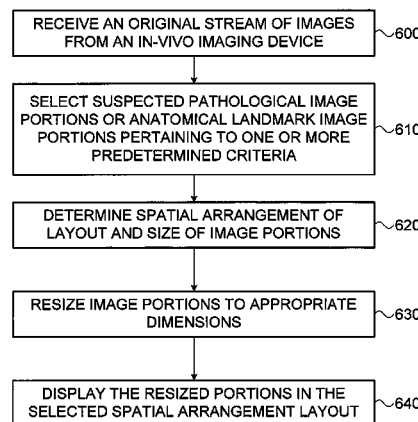 RECEIVE AN ORIGINAL STREAM OF IMAGES
FROM AN IN-VIVO IMAGING DEVICE
600
SELECT SUSPECTED PATHOLOGICAL IMAGE
PORTIONS OR ANATOMICAL LANDMARK IMAGE
PORTIONS PERTAINING TO ONE OR MORE
PREDETERMINED CRITERIA
610
DETERMINE SPATIAL ARRANGEMENT OF
LAYOUT AND SIZE OF IMAGE PORTIONS
620
RESIZE IMAGE PORTIONS TO APPROPRIATE
DIMENSIONS
630
DISPLAY THE RESIZED PORTIONS IN THE
SELECTED SPATIAL ARRANGEMENT LAYOUT
640